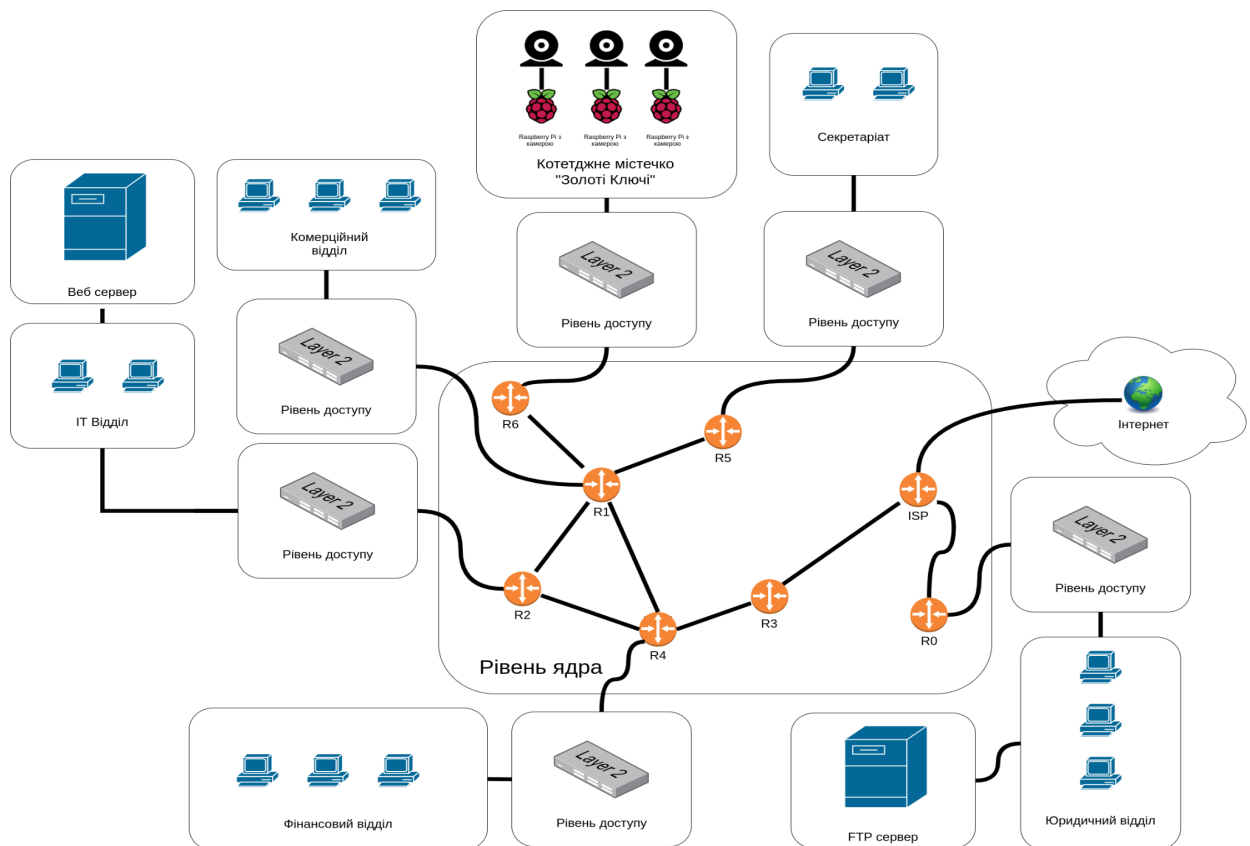 Raspberry Pi з
камерою
Raspberry Pi з
камерою
Raspberry Pi з
камерою
Котетджне містечко
"Золоті Ключі"
Секретаріат
Комерційний
відділ
Веб сервер
Layer 2
Рівень доступу
Layer 2
Рівень доступу
Layer 2
Рівень доступу
ІТ Відділ
Layer 2
Рівень доступу
R6
R5
R1
ISP
R2
R4
R3
R0
Рівень ядра
Інтернет
Layer 2
Рівень доступу
Фінансовий відділ
Layer 2
Рівень доступу
FTP сервер
Юридичний відділ